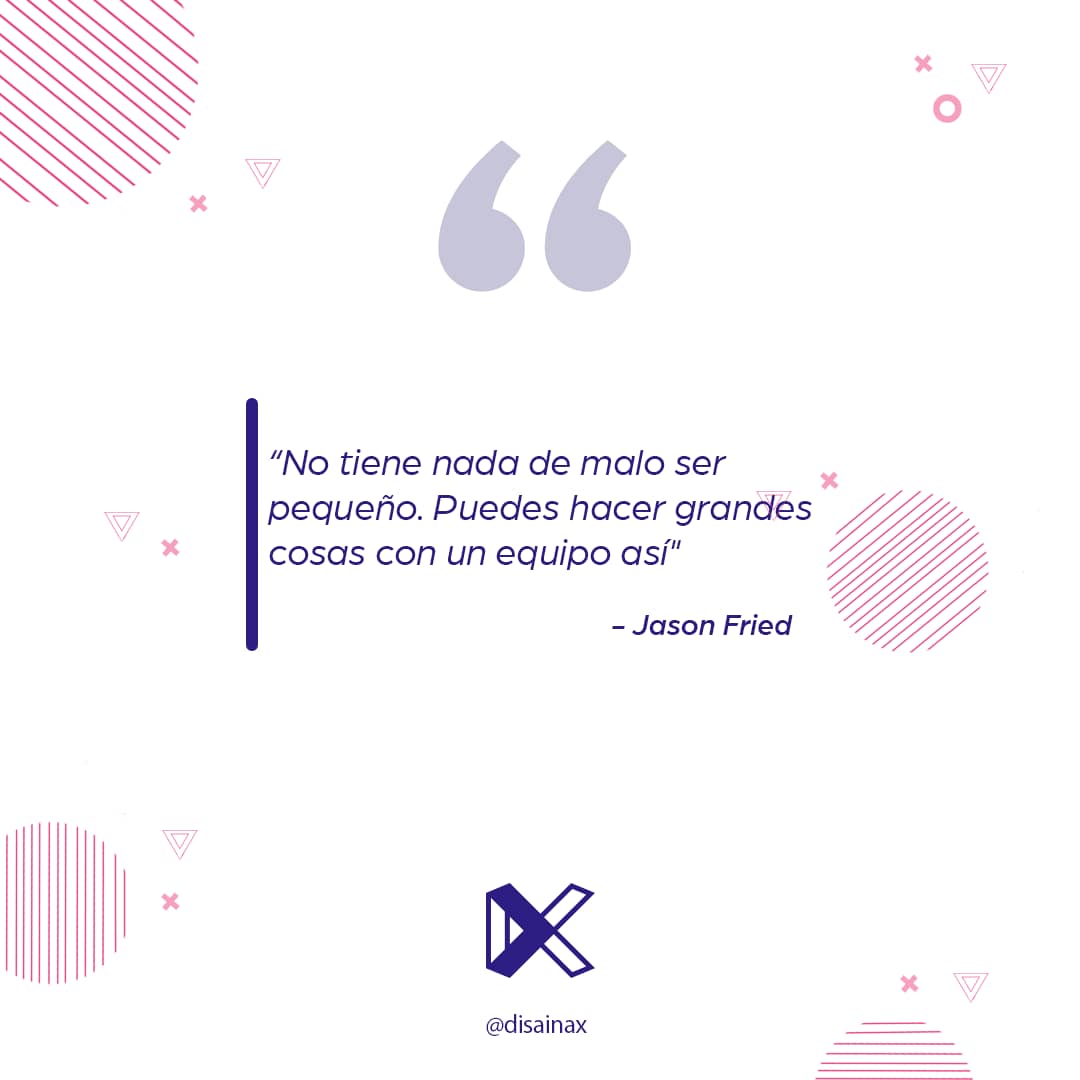 “No tiene nada de malo ser
pequeño. Puedes hacer grandes
cosas con un equipo así"
– Jason Fried
@disainax